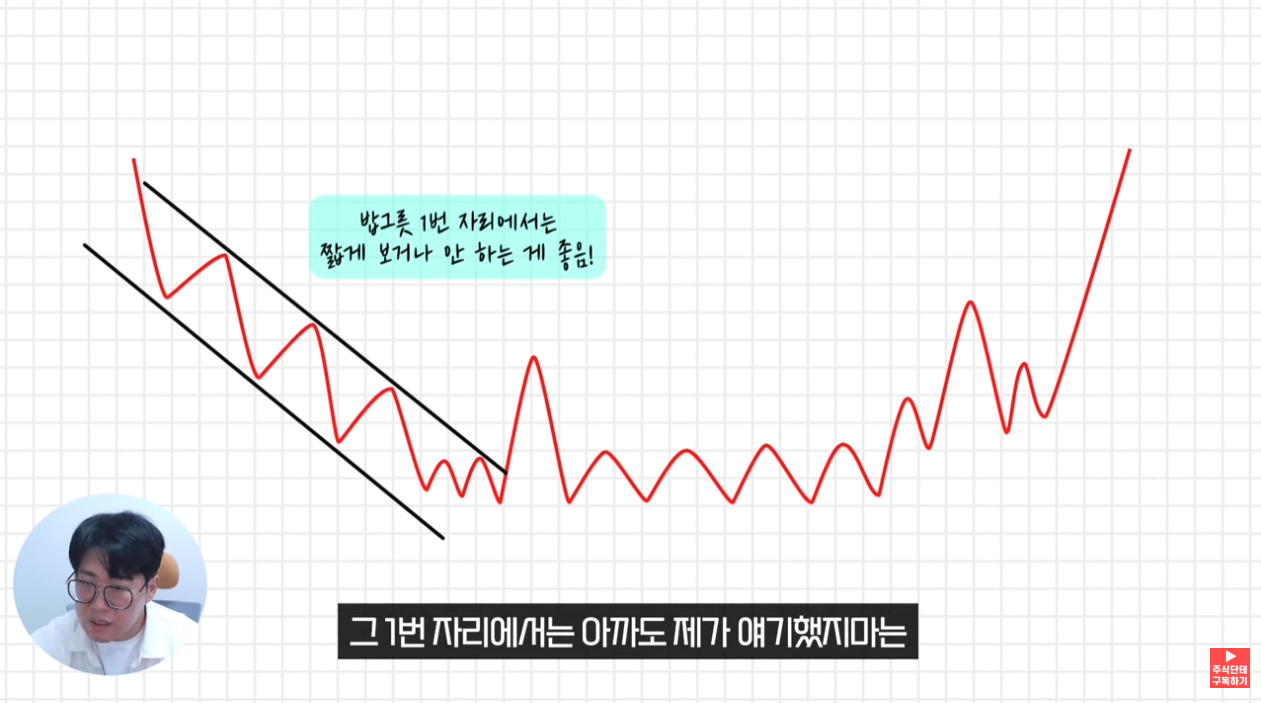 밥그릇 1번 자리에서는
짧게 보거나 안 하는 게 좋음!
그 1번 자리에서는 아까도 제가 얘기했지마는
주식단테
구독하기